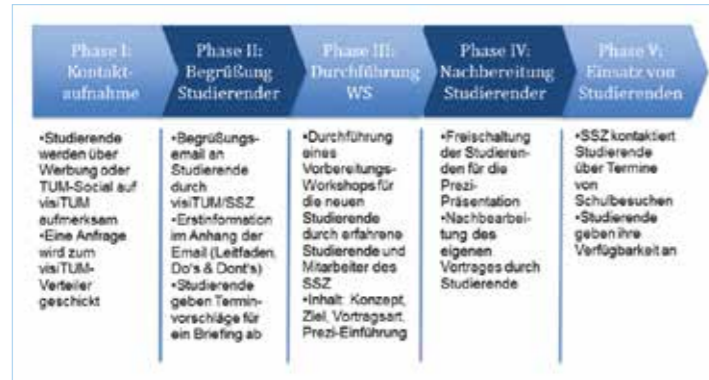 Phase I:
Kontakt-
aufnahme
Phase II:
Begrüßung
Studierender
Phase III:
Durchführung
WS
Phase IV:
Nachbereitung
Studierender
Phase V:
Einsatz von
Studierenden
•Studierende
werden über
Werbung oder
TUM-Social auf
visiTUM
aufmerksam
•Eine Anfrage
wird zum
visiTUM-
Verteiler
geschickt
•Begrüßungs-
email an
Studierende
durch
visiTUM/SSZ
•Erstinformation
im Anhang der
Email (Leitfaden,
Do's & Dont's)
•Studierende
geben Termin-
vorschläge für
ein Briefing ab
•Durchführung
eines
Vorbereitungs-
Workshops für
die neuen
Studierende
durch erfahrene
Studierende und
Mitarbeiter des
SSZ
•Inhalt: Konzept,
Ziel, Vortragsart,
Prezi-Einführung
•Freischaltung
der Studieren-
den für die
Prezi-
Präsentation
•Nachbearbei-
tung des
eigenen
Vortrages durch
Studierende
•SSZ kontaktiert
Studierende
über Termine
von
Schulbesuchen
•Studierende
geben ihre
Verfügbarkeit an